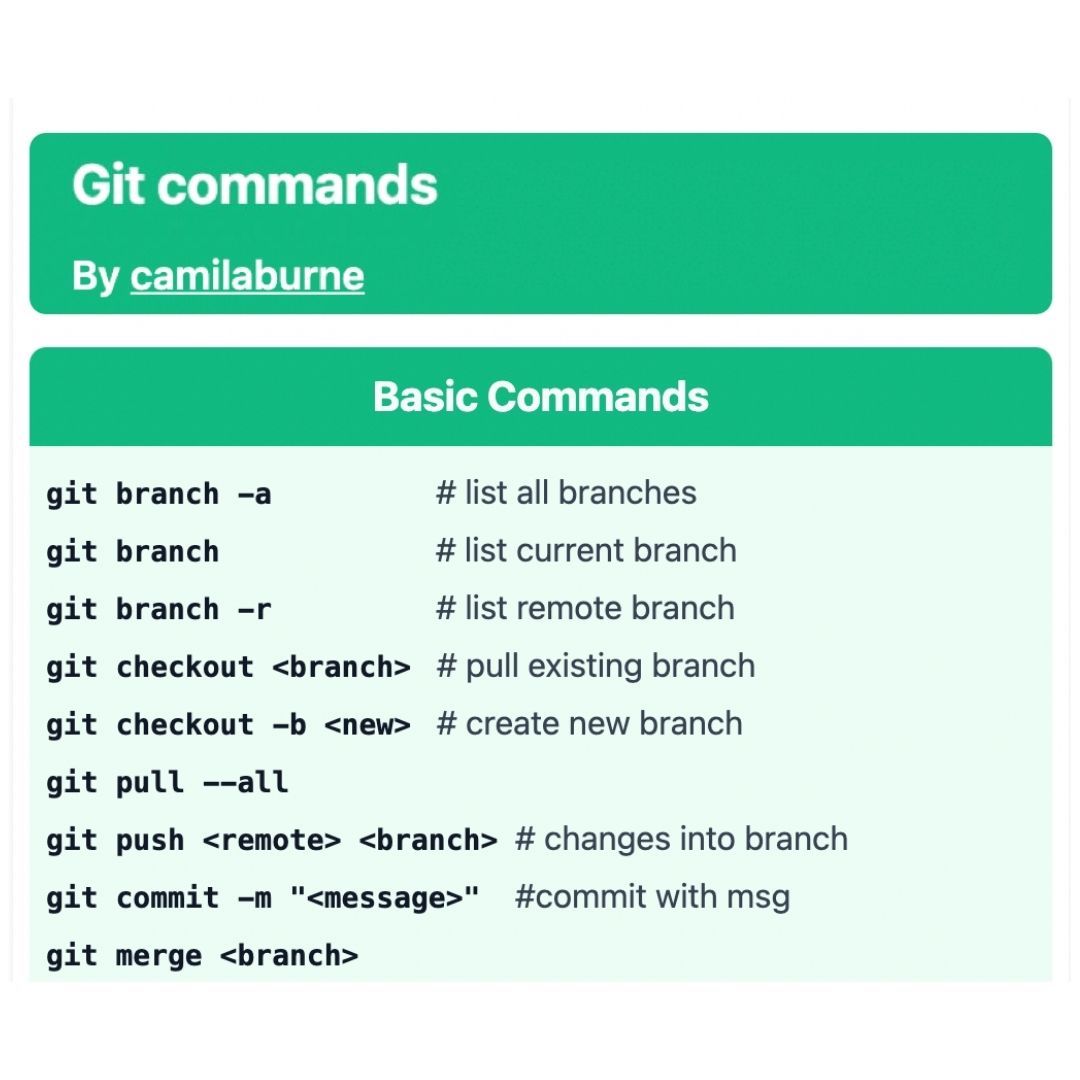 Git commands
By camilaburne
Basic Commands
git branch -a # list all branches
git branch # list current branch
git branch -r # list remote branch
git checkout <branch> # pull existing branch
git checkout -b <new> # create new branch
git pull --all
git push <remote> <branch> # changes into branch
git commit -m "<message>" #commit with msg
git merge <branch>